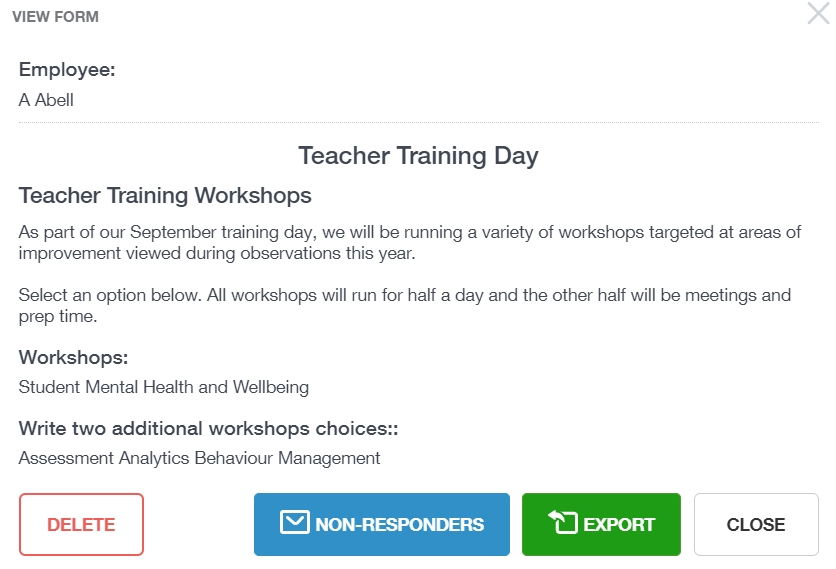 VIEW FORM
Employee:
A Abell
Teacher Training Day
Teacher Training Workshops
As part of our September training day, we will be running a variety of workshops targeted at areas of
improvement viewed during observations this year.
Select an option below. All workshops will run for half a day and the other half will be meetings and
prep time.
Workshops:
Student Mental Health and Wellbeing
Write two additional workshops choices::
Assessment Analytics Behaviour Management
DELETE
NON-RESPONDERS
EXPORT
CLOSE